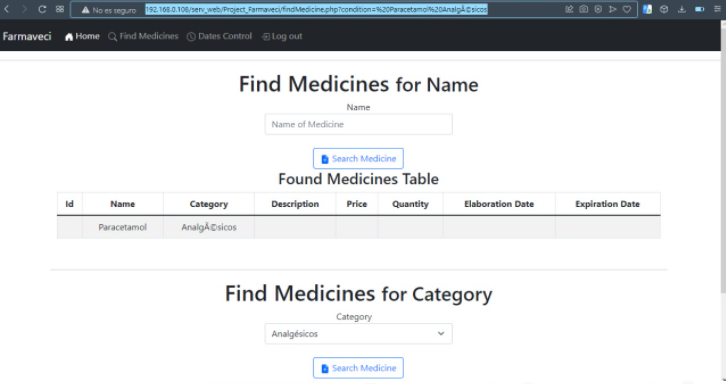 No es seguro 192.168.0.108/serv_web/Project_Farmaveci/findMedicine.php?condition=%20Paracetamol%20AnalgÃ©sicos
Farmaveci Home Find Medicines Dates Control Log out
Find Medicines for Name
Name
Name of Medicine
Search Medicine
Found Medicines Table
Id Name Category Description Price Quantity Elaboration Date Expiration Date
Paracetamol AnalgÃ©sicos
Find Medicines for Category
Category
Analgésicos
Search Medicine